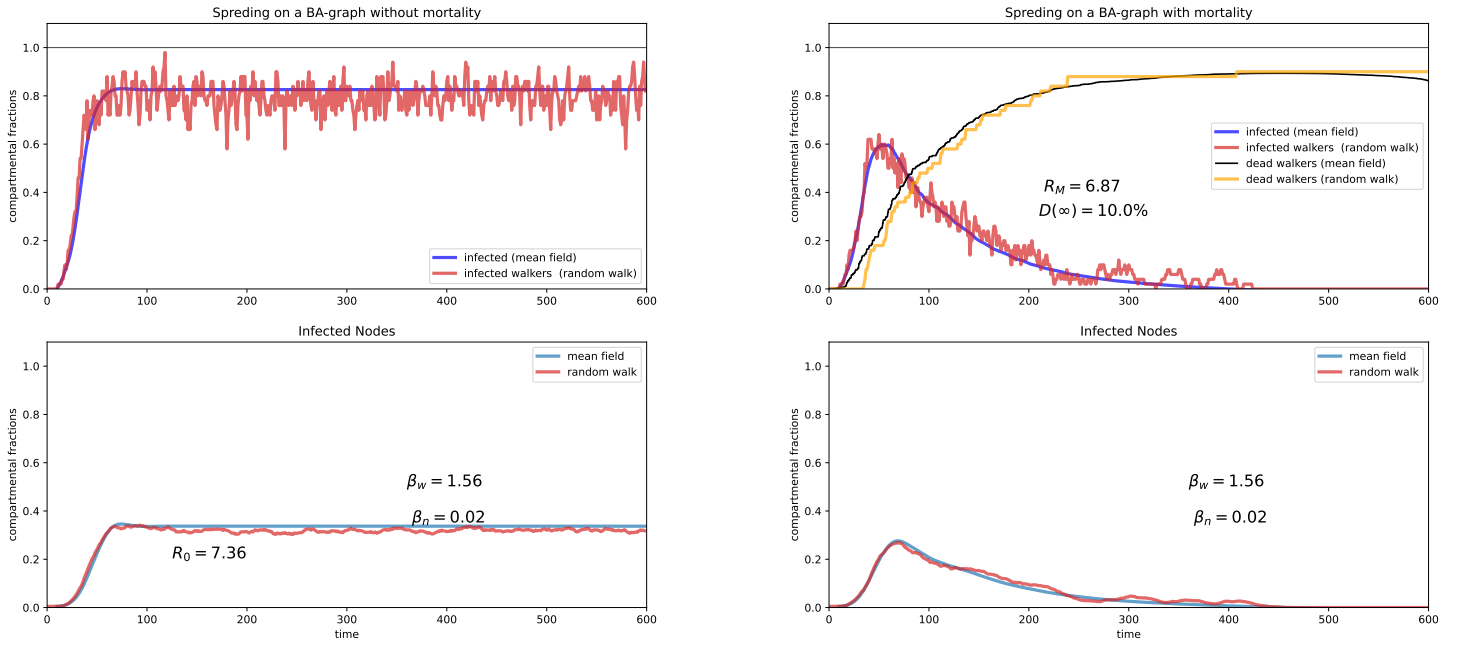 Spreding on a BA-graph without mortality
compartmental fractions
1.0
0.8
0.6
0.4
0.2
0.0
0 100 200 300 400 500 600
infected (mean field)
infected walkers (random walk)
Spreding on a BA-graph with mortality
compartmental fractions
1.0
0.8
0.6
0.4
0.2
0.0
0 100 200 300 400 500 600
infected (mean field)
infected walkers (random walk)
dead walkers (mean field)
dead walkers (random walk)
R_M = 6.87
D(∞) = 10.0%
Infected Nodes
compartmental fractions
1.0
0.8
0.6
0.4
0.2
0.0
0 100 200 300 400 500 600
time
mean field
random walk
β_w = 1.56
β_n = 0.02
R_0 = 7.36
Infected Nodes
compartmental fractions
1.0
0.8
0.6
0.4
0.2
0.0
0 100 200 300 400 500 600
time
mean field
random walk
β_w = 1.56
β_n = 0.02